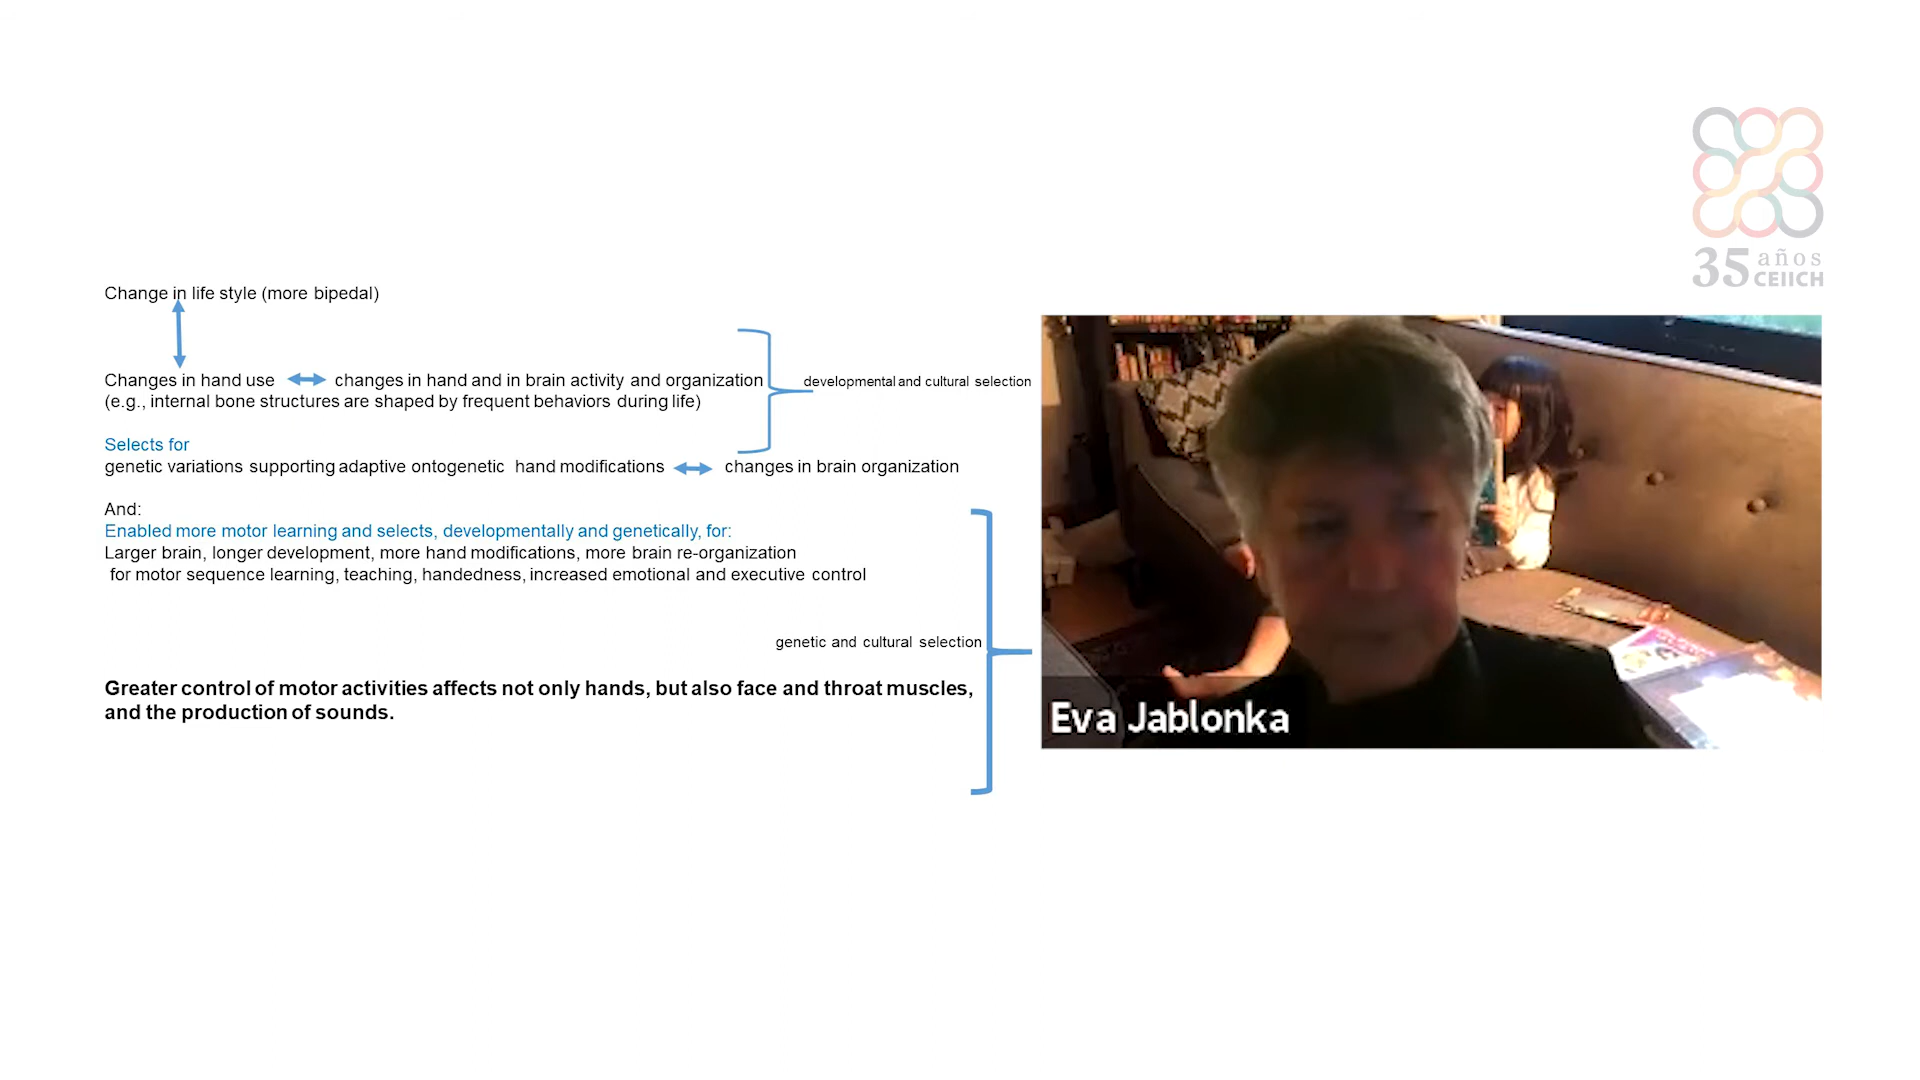 35 años
CEIICH
Change in life style (more bipedal)
Changes in hand use changes in hand and in brain activity and organization
developmental and cultural selection
(e.g., internal bone structures are shaped by frequent behaviors during life)
Selects for
genetic variations supporting adaptive ontogenetic hand modifications changes in brain organization
And:
Enabled more motor learning and selects, developmentally and genetically, for:
Larger brain, longer development, more hand modifications, more brain re-organization
for motor sequence learning, teaching, handedness, increased emotional and executive control
genetic and cultural selection
Greater control of motor activities affects not only hands, but also face and throat muscles,
and the production of sounds.
Eva Jablonka